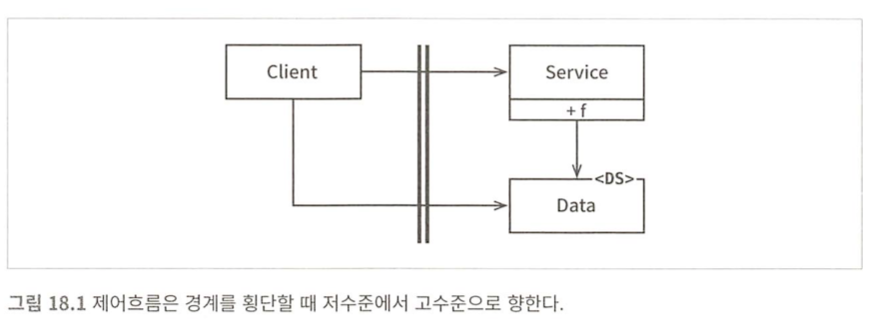 Client
Service
+ f
<DS>
Data
그림 18.1 제어흐름은 경계를 횡단할 때 저수준에서 고수준으로 향한다.